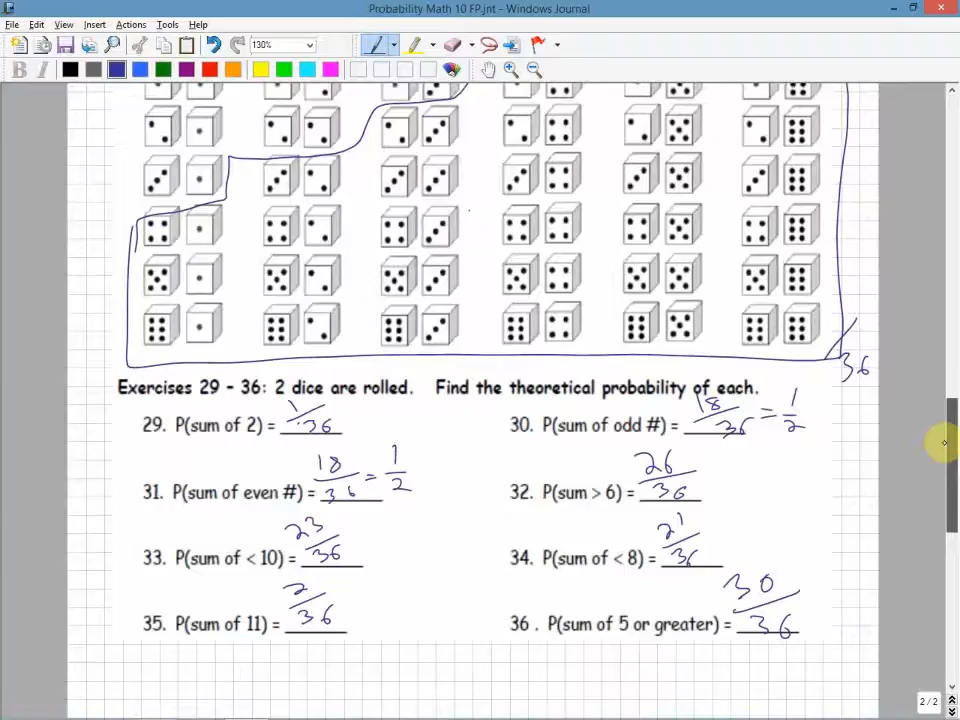 Probability Math 10 FP.jnt - Windows Journal
File Edit View Insert Actions Tools Help
130%
B I
36
Exercises 29 - 36: 2 dice are rolled. Find the theoretical probability of each.
29. P(sum of 2) = 1/36
30. P(sum of odd #) = 18/36 = 1/2
31. P(sum of even #) = 18/36 = 1/2
32. P(sum > 6) = 26/36
33. P(sum of < 10) = 23/36
34. P(sum of < 8) = 21/36
35. P(sum of 11) = 2/36
36 . P(sum of 5 or greater) = 30/36
2 / 2